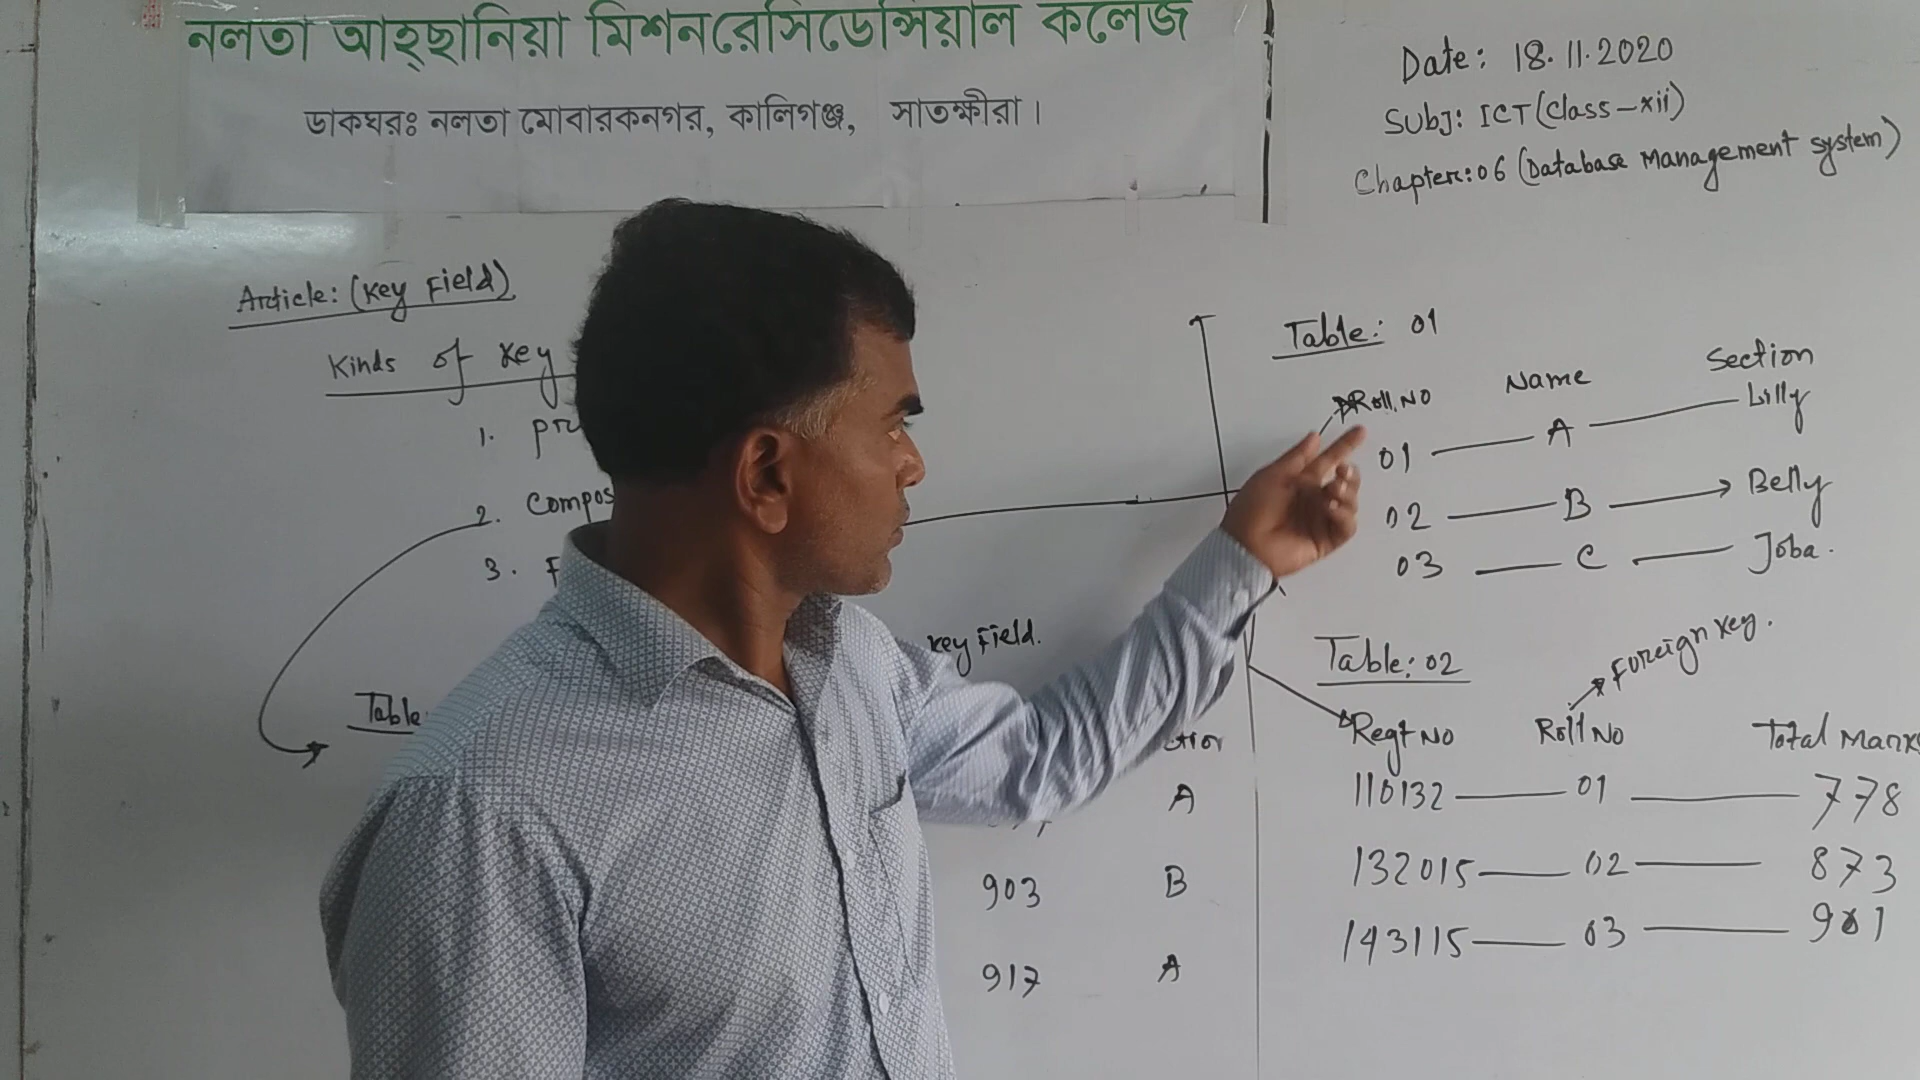 নলতা আহ্ছানিয়া মিশনরেসিডেন্সিয়াল কলেজ
ডাকঘরঃ নলতা মোবারকনগর, কালিগঞ্জ, সাতক্ষীরা।
Date: 18.11.2020
Subj: ICT (Class-xii)
Chapter: 06 (Database Management System)
Article: (Key Field)
Kinds of Key
1.
2.
3.
Key Field.
Table
A
903 B
917 A
Table: 01
Roll. NO Name Section
01 A Lilly
02 B Belly
03 C Joba.
Table: 02
Foreign Key.
Regt NO Roll No Total Marks
110132 01 778
132015 02 873
143115 03 901